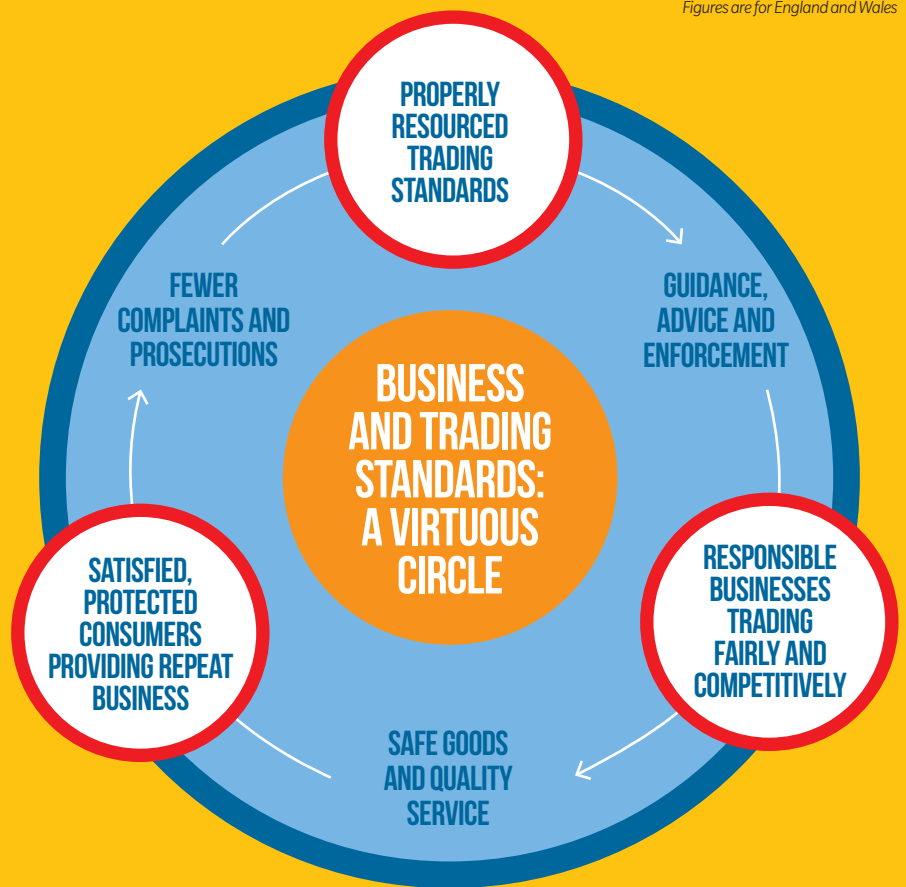 Figures are for England and Wales
PROPERLY
RESOURCED
TRADING
STANDARDS
GUIDANCE,
ADVICE AND
ENFORCEMENT
RESPONSIBLE
BUSINESSES
TRADING
FAIRLY AND
COMPETITIVELY
SAFE GOODS
AND QUALITY
SERVICE
SATISFIED,
PROTECTED
CONSUMERS
PROVIDING REPEAT
BUSINESS
FEWER
COMPLAINTS AND
PROSECUTIONS
BUSINESS
AND TRADING
STANDARDS:
A VIRTUOUS
CIRCLE